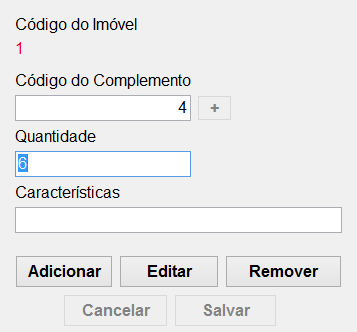 Código do Imóvel
1
Código do Complemento
4 +
Quantidade
6
Características
Adicionar Editar Remover
Cancelar Salvar